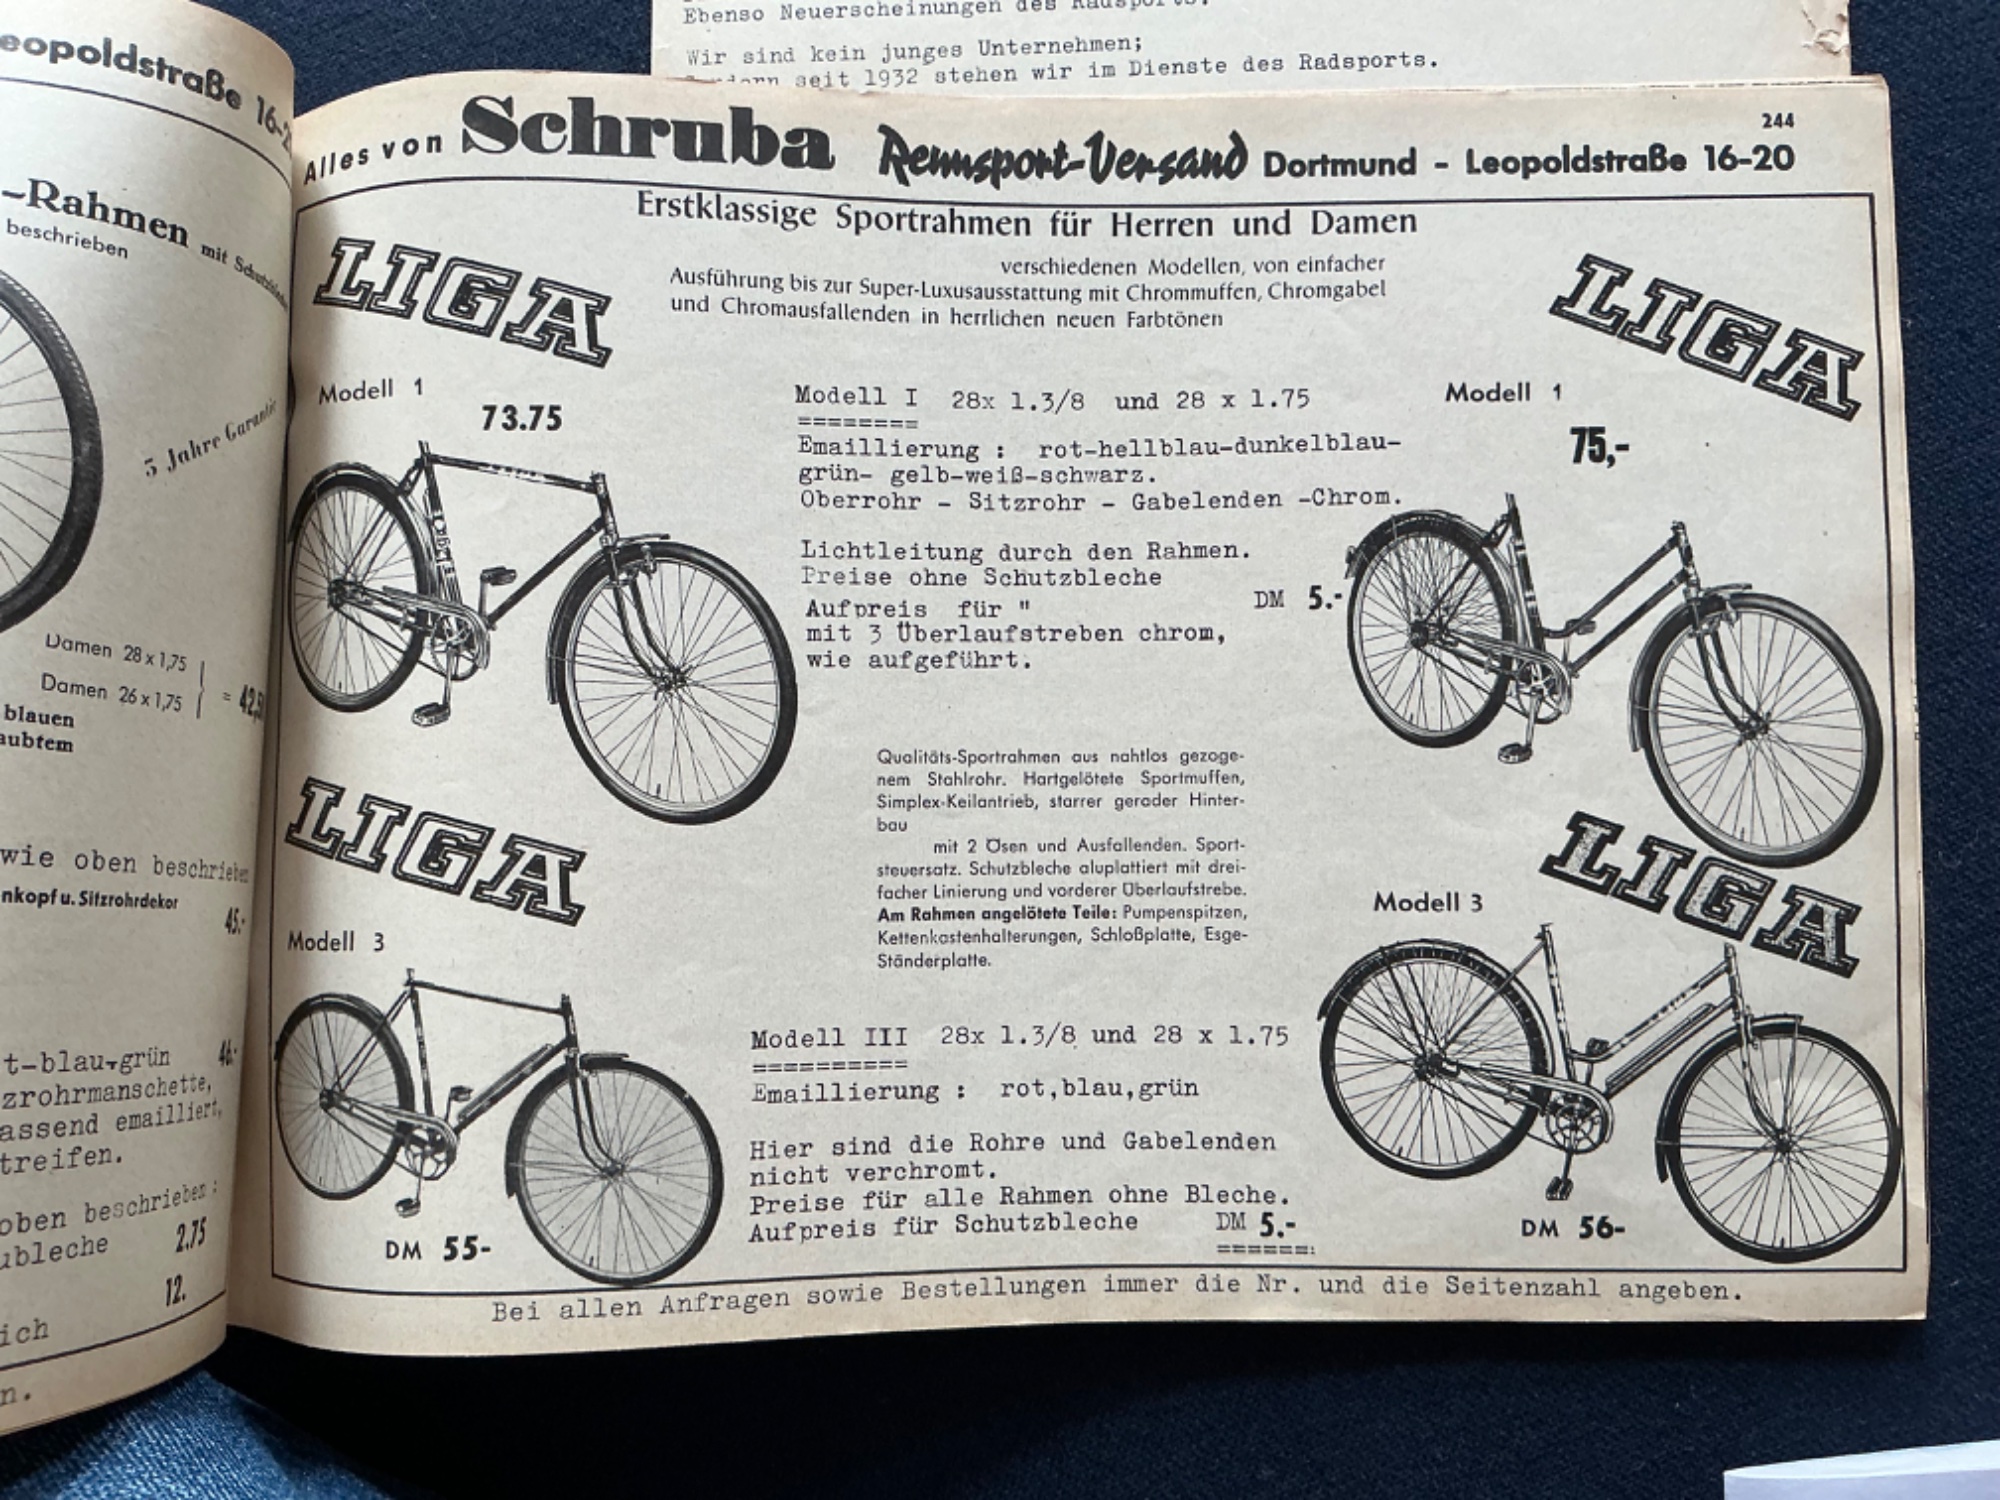 Ebenso Neuerscheinungen des Radsports.
Wir sind kein junges Unternehmen;
seit 1932 stehen wir im Dienste des Radsports.
Leopoldstraße 16-2
-Rahmen mit
beschrieben
5 Jahre Garantie
Damen 28 x 1,75
Damen 26 x 1,75 } = 42,5
blauen
aubtem
wie oben beschrieben
nkopf u. Sitzrohrdekor
45.-
t-blau-grün 46.-
zrohrmanschette,
assend emailliert,
treifen.
oben beschrieben:
ubleche 2.75
12.
ich
n.
244
Alles von Schruba Rennsport-Versand Dortmund - Leopoldstraße 16-20
Erstklassige Sportrahmen für Herren und Damen
verschiedenen Modellen, von einfacher
Ausführung bis zur Super-Luxusausstattung mit Chrommuffen, Chromgabel
und Chromausfallenden in herrlichen neuen Farbtönen
LIGA
Modell 1
73.75
LIGA
Modell 1
75,-
Modell I 28x 1.3/8 und 28 x 1.75
========
Emaillierung : rot-hellblau-dunkelblau-
grün- gelb-weiß-schwarz.
Oberrohr - Sitzrohr - Gabelenden -Chrom.
Lichtleitung durch den Rahmen.
Preise ohne Schutzbleche
Aufpreis für " DM 5.-
mit 3 Überlaufstreben chrom,
wie aufgeführt.
Qualitäts-Sportrahmen aus nahtlos gezoge-
nem Stahlrohr. Hartgelötete Sportmuffen,
Simplex-Keilantrieb, starrer gerader Hinter-
bau
mit 2 Ösen und Ausfallenden. Sport-
steuersatz. Schutzbleche aluplattiert mit drei-
facher Linierung und vorderer Überlaufstrebe.
Am Rahmen angelötete Teile: Pumpenspitzen,
Kettenkastenhalterungen, Schloßplatte, Esge-
Ständerplatte.
LIGA
Modell 3
DM 55-
LIGA
Modell 3
DM 56-
Modell III 28x 1.3/8 und 28 x 1.75
==========
Emaillierung : rot,blau,grün
Hier sind die Rohre und Gabelenden
nicht verchromt.
Preise für alle Rahmen ohne Bleche.
Aufpreis für Schutzbleche DM 5.-
======:
Bei allen Anfragen sowie Bestellungen immer die Nr. und die Seitenzahl angeben.